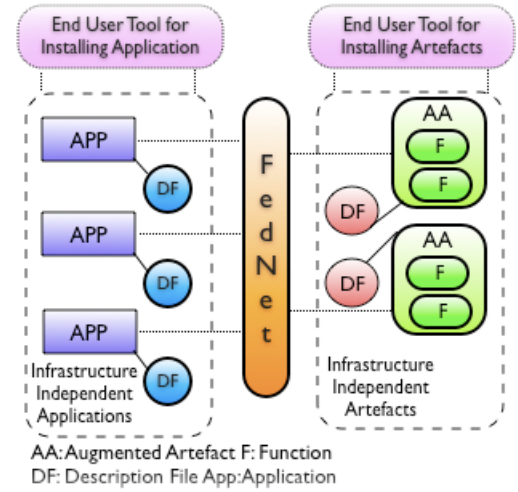 End User Tool for
Installing Application
End User Tool for
Installing Artefacts
APP
DF
APP
DF
APP
DF
Infrastructure
Independent
Applications
F
e
d
N
e
t
AA
F
F
DF
AA
F
F
DF
Infrastructure
Independent
Artefacts
AA:Augmented Artefact F: Function
DF: Description File App:Application